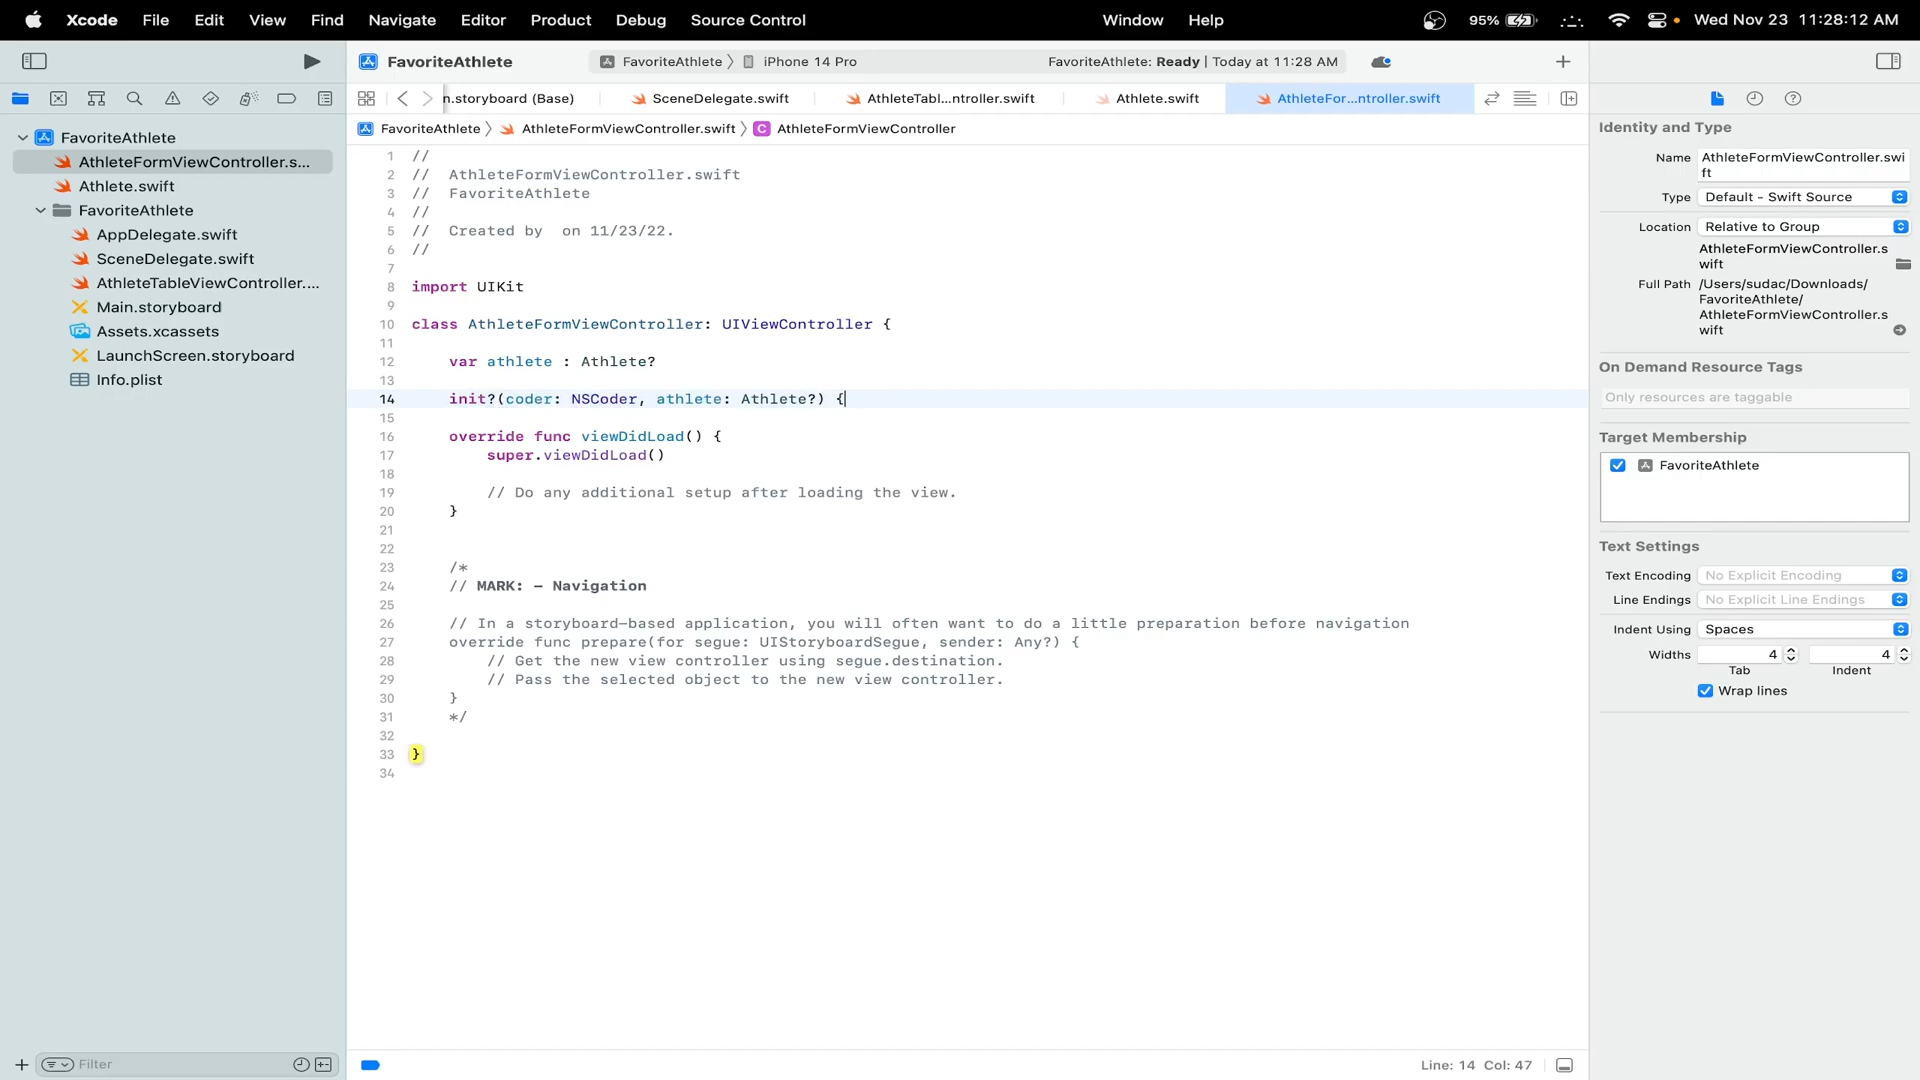 Xcode File Edit View Find Navigate Editor Product Debug Source Control Window Help 95% Wed Nov 23 11:28:12 AM
FavoriteAthlete FavoriteAthlete iPhone 14 Pro FavoriteAthlete: Ready | Today at 11:28 AM
n.storyboard (Base) SceneDelegate.swift AthleteTabl...ntroller.swift Athlete.swift AthleteFor...ntroller.swift
FavoriteAthlete AthleteFormViewController.swift C AthleteFormViewController
FavoriteAthlete
AthleteFormViewController.s...
Athlete.swift
FavoriteAthlete
AppDelegate.swift
SceneDelegate.swift
AthleteTableViewController....
Main.storyboard
Assets.xcassets
LaunchScreen.storyboard
Info.plist
Filter
1 //
2 //  AthleteFormViewController.swift
3 //  FavoriteAthlete
4 //
5 //  Created by  on 11/23/22.
6 //
7
8 import UIKit
9
10 class AthleteFormViewController: UIViewController {
11
12     var athlete : Athlete?
13
14     init?(coder: NSCoder, athlete: Athlete?) {
15
16     override func viewDidLoad() {
17         super.viewDidLoad()
18
19         // Do any additional setup after loading the view.
20     }
21
22
23     /*
24     // MARK: - Navigation
25
26     // In a storyboard-based application, you will often want to do a little preparation before navigation
27     override func prepare(for segue: UIStoryboardSegue, sender: Any?) {
28         // Get the new view controller using segue.destination.
29         // Pass the selected object to the new view controller.
30     }
31     */
32
33 }
34
Line: 14 Col: 47
Identity and Type
Name AthleteFormViewController.swi
ft
Type Default - Swift Source
Location Relative to Group
AthleteFormViewController.s
wift
Full Path /Users/sudac/Downloads/
FavoriteAthlete/
AthleteFormViewController.s
wift
On Demand Resource Tags
Only resources are taggable
Target Membership
FavoriteAthlete
Text Settings
Text Encoding No Explicit Encoding
Line Endings No Explicit Line Endings
Indent Using Spaces
Widths 4 4
Tab Indent
Wrap lines